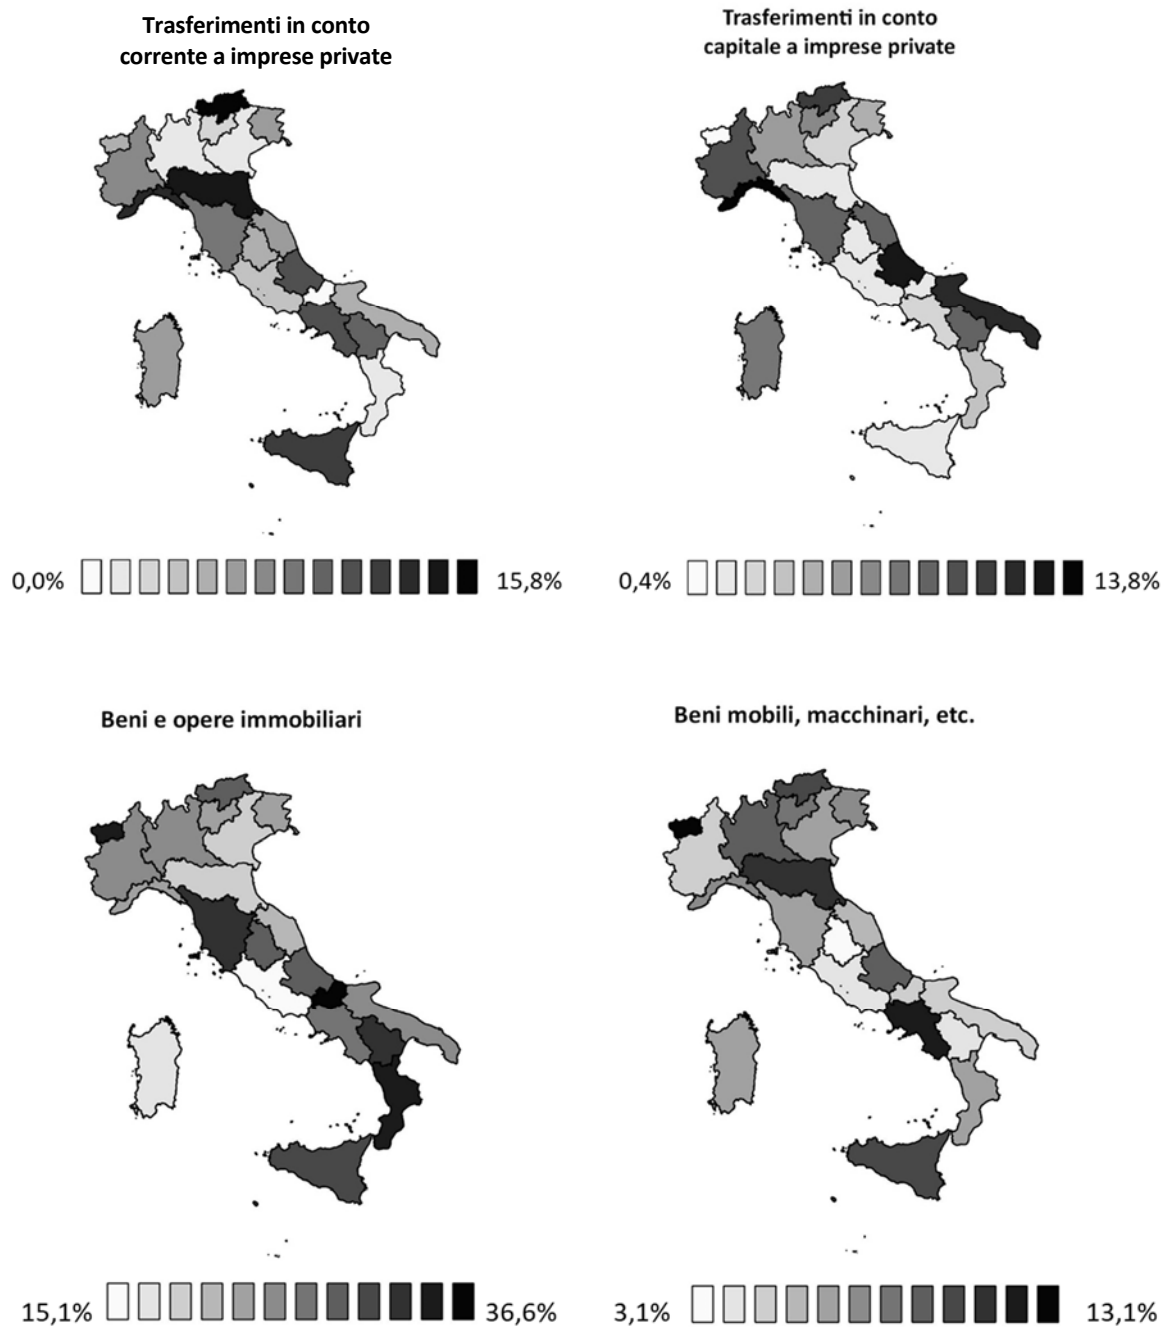 Trasferimenti in conto
corrente a imprese private
Trasferimenti in conto
capitale a imprese private
0,0%
15,8%
0,4%
13,8%
Beni e opere immobiliari
Beni mobili, macchinari, etc.
15,1%
36,6%
3,1%
13,1%